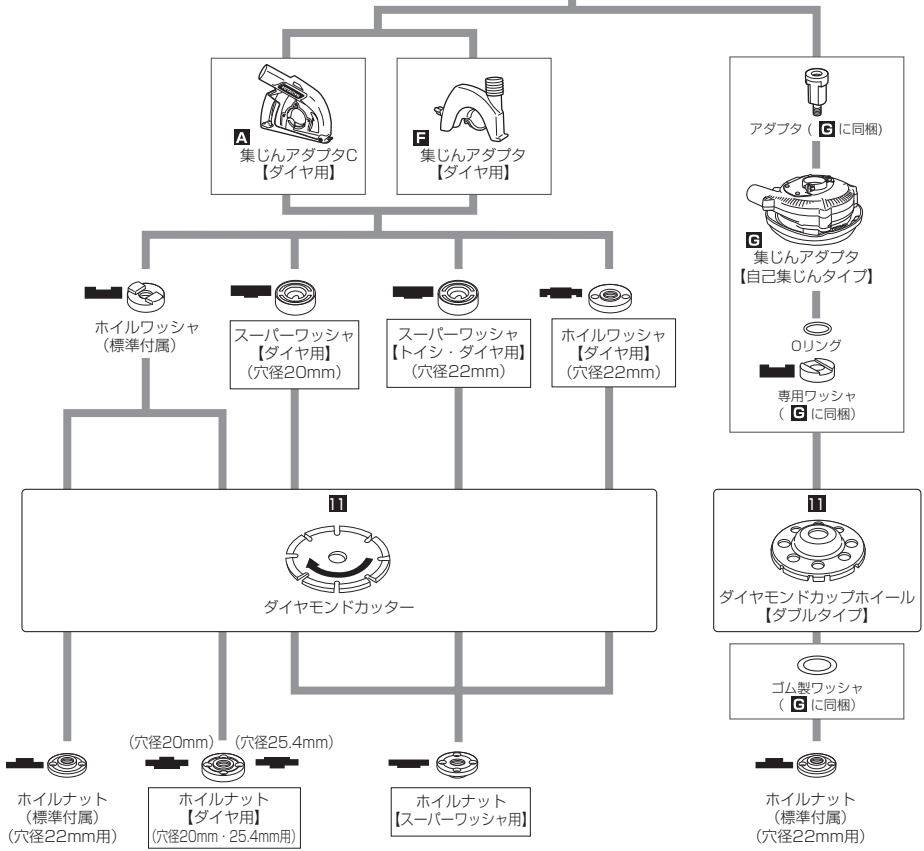 A
集じんアダプタC
【ダイヤ用】
F
集じんアダプタ
【ダイヤ用】
アダプタ ( G に同梱)
G
集じんアダプタ
【自己集じんタイプ】
Oリング
専用ワッシャ
( G に同梱)
ホイルワッシャ
(標準付属)
スーパーワッシャ
【ダイヤ用】
(穴径20mm)
スーパーワッシャ
【トイシ・ダイヤ用】
(穴径22mm)
ホイルワッシャ
【ダイヤ用】
(穴径22mm)
11
ダイヤモンドカッター
11
ダイヤモンドカップホイール
【ダブルタイプ】
ゴム製ワッシャ
( G に同梱)
ホイルナット
(標準付属)
(穴径22mm用)
(穴径20mm) (穴径25.4mm)
ホイルナット
【ダイヤ用】
(穴径20mm・25.4mm用)
ホイルナット
【スーパーワッシャ用】
ホイルナット
(標準付属)
(穴径22mm用)